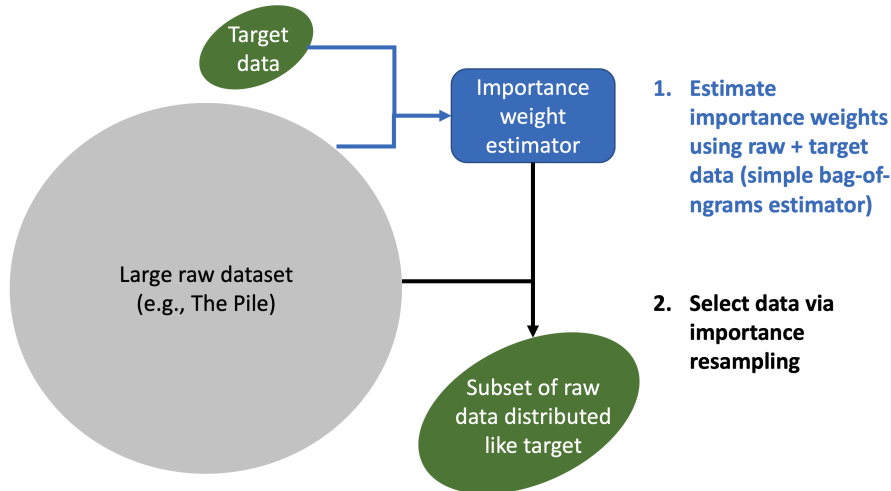 Target
data
Importance
weight
estimator
1. Estimate
importance weights
using raw + target
data (simple bag-of-
ngrams estimator)
Large raw dataset
(e.g., The Pile)
2. Select data via
importance
resampling
Subset of raw
data distributed
like target